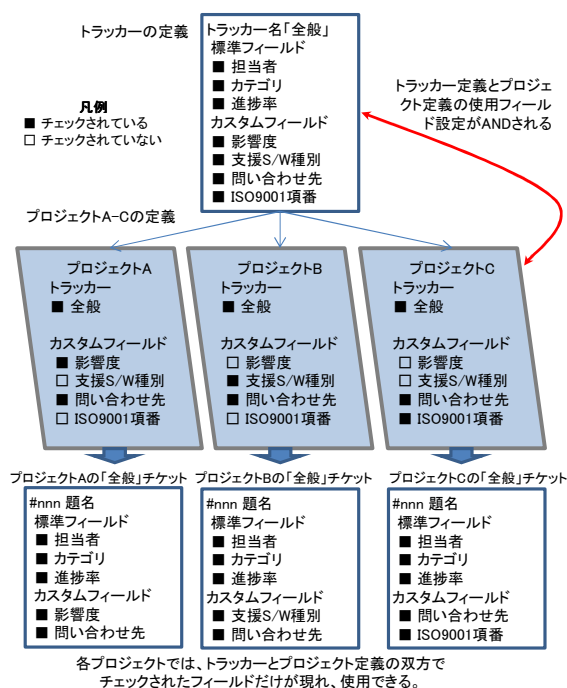 トラッカーの定義
トラッカー名「全般」
標準フィールド
■ 担当者
■ カテゴリ
■ 進捗率
カスタムフィールド
■ 影響度
■ 支援S/W種別
■ 問い合わせ先
■ ISO9001項番
凡例
■ チェックされている
□ チェックされていない
トラッカー定義とプロジェ
クト定義の使用フィール
ド設定がANDされる
プロジェクトA-Cの定義
プロジェクトA
トラッカー
■ 全般
カスタムフィールド
■ 影響度
□ 支援S/W種別
■ 問い合わせ先
□ ISO9001項番
プロジェクトB
トラッカー
■ 全般
カスタムフィールド
□ 影響度
■ 支援S/W種別
■ 問い合わせ先
□ ISO9001項番
プロジェクトC
トラッカー
■ 全般
カスタムフィールド
□ 影響度
□ 支援S/W種別
■ 問い合わせ先
■ ISO9001項番
プロジェクトAの「全般」チケット
#nnn 題名
標準フィールド
■ 担当者
■ カテゴリ
■ 進捗率
カスタムフィールド
■ 影響度
■ 問い合わせ先
プロジェクトBの「全般」チケット
#nnn 題名
標準フィールド
■ 担当者
■ カテゴリ
■ 進捗率
カスタムフィールド
■ 支援S/W種別
■ 問い合わせ先
プロジェクトCの「全般」チケット
#nnn 題名
標準フィールド
■ 担当者
■ カテゴリ
■ 進捗率
カスタムフィールド
■ 問い合わせ先
■ ISO9001項番
各プロジェクトでは、トラッカーとプロジェクト定義の双方で
チェックされたフィールドだけが現れ、使用できる。